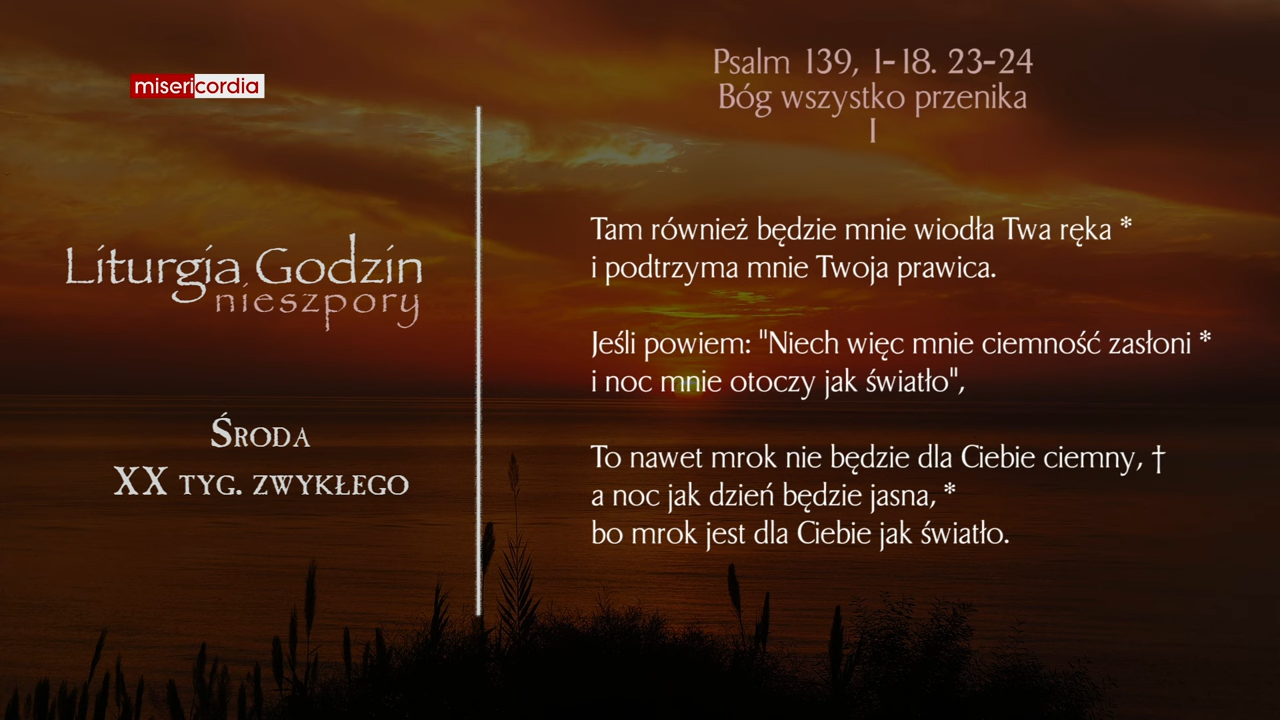 misericordia
Liturgia Godzin
nieszpory
Środa
XX tyg. zwykłego
Psalm 139, 1-18. 23-24
Bóg wszystko przenika
I
Tam również będzie mnie wiodła Twa ręka *
i podtrzyma mnie Twoja prawica.
Jeśli powiem: "Niech więc mnie ciemność zasłoni *
i noc mnie otoczy jak światło",
To nawet mrok nie będzie dla Ciebie ciemny, †
a noc jak dzień będzie jasna, *
bo mrok jest dla Ciebie jak światło.